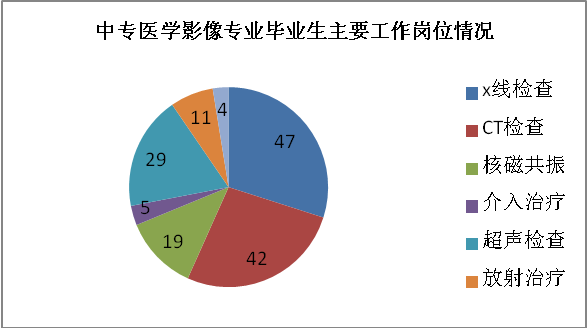 中专医学影像专业毕业生主要工作岗位情况
4
11
47
29
5
19
42
x线检查
CT检查
核磁共振
介入治疗
超声检查
放射治疗